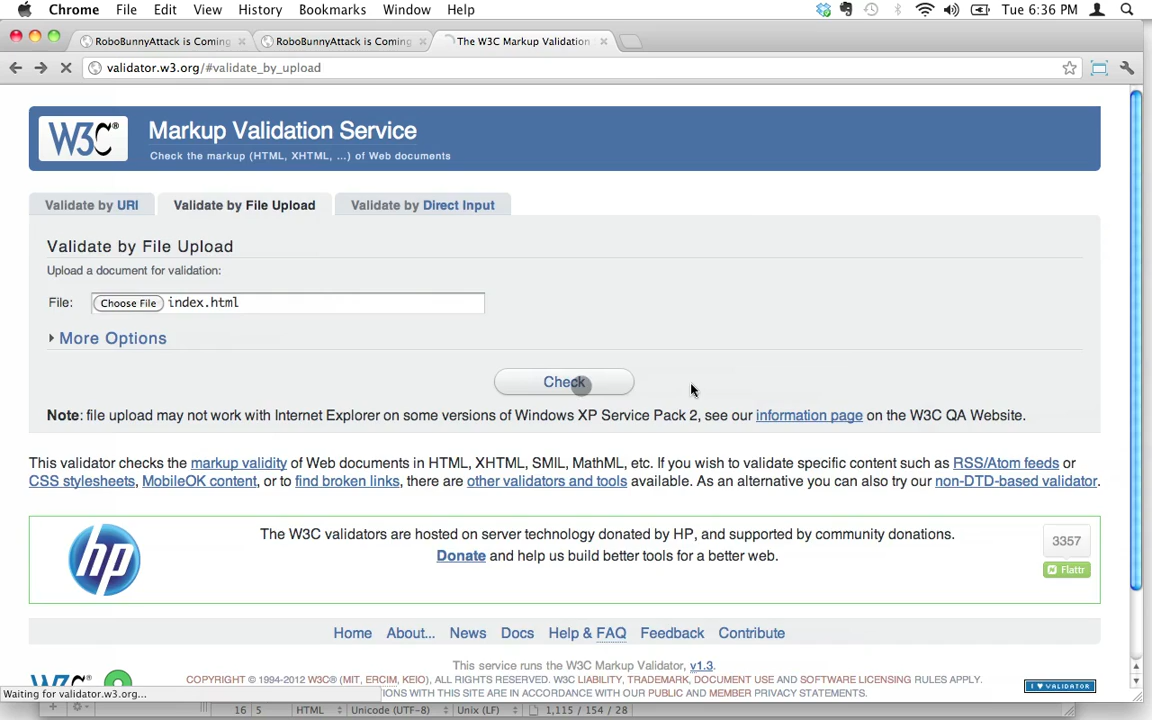 Chrome File Edit View History Bookmarks Window Help Tue 6:36 PM
RoboBunnyAttack is Coming RoboBunnyAttack is Coming The W3C Markup Validation
validator.w3.org/#validate_by_upload
W3C® Markup Validation Service
Check the markup (HTML, XHTML, ...) of Web documents
Validate by URI Validate by File Upload Validate by Direct Input
Validate by File Upload
Upload a document for validation:
File: Choose File index.html
More Options
Check
Note: file upload may not work with Internet Explorer on some versions of Windows XP Service Pack 2, see our information page on the W3C QA Website.
This validator checks the markup validity of Web documents in HTML, XHTML, SMIL, MathML, etc. If you wish to validate specific content such as RSS/Atom feeds or
CSS stylesheets, MobileOK content, or to find broken links, there are other validators and tools available. As an alternative you can also try our non-DTD-based validator.
hp
The W3C validators are hosted on server technology donated by HP, and supported by community donations.
Donate and help us build better tools for a better web.
3357
Flattr
Home About... News Docs Help & FAQ Feedback Contribute
This service runs the W3C Markup Validator, v1.3.
COPYRIGHT © 1994-2012 W3C® (MIT, ERCIM, KEIO), ALL RIGHTS RESERVED. W3C LIABILITY, TRADEMARK, DOCUMENT USE AND SOFTWARE LICENSING RULES APPLY.
IONS WITH THIS SITE ARE IN ACCORDANCE WITH OUR PUBLIC AND MEMBER PRIVACY STATEMENTS.
I ♥ VALIDATOR
Waiting for validator.w3.org...
16 5 HTML Unicode (UTF-8) Unix (LF) 1,115 / 154 / 28